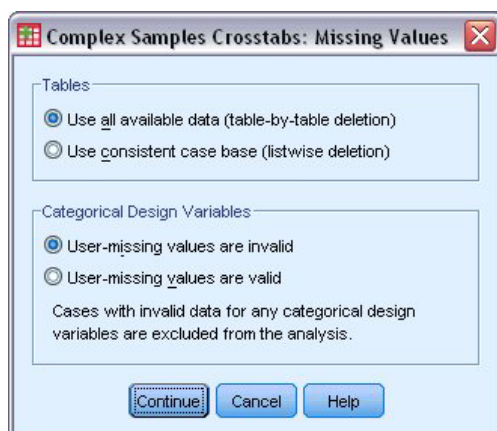 Complex Samples Crosstabs: Missing Values
Tables
Use all available data (table-by-table deletion)
Use consistent case base (listwise deletion)
Categorical Design Variables
User-missing values are invalid
User-missing values are valid
Cases with invalid data for any categorical design
variables are excluded from the analysis.
Continue Cancel Help